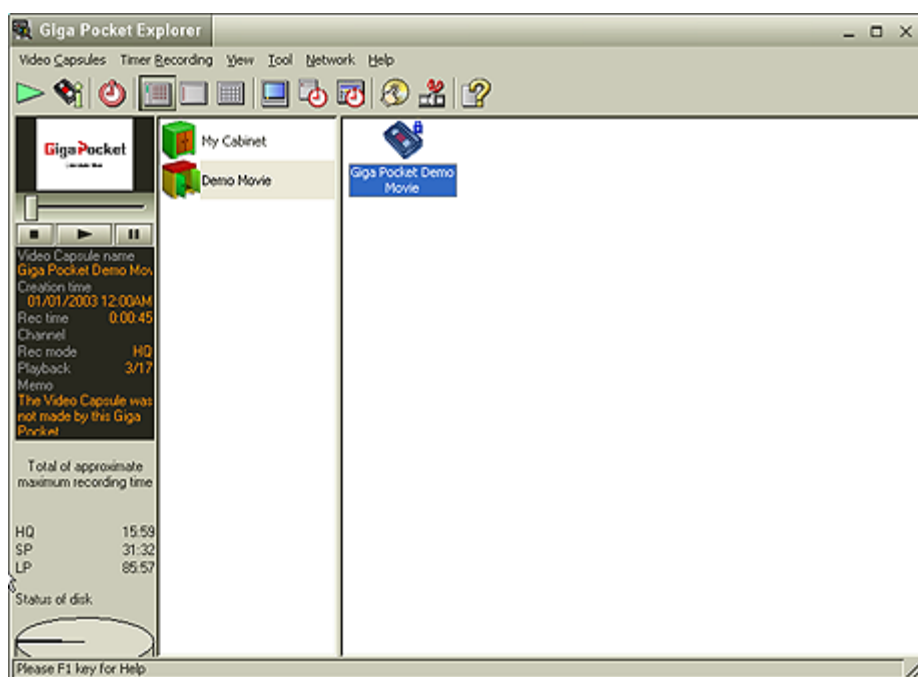 Giga Pocket Explorer
Video Capsules Timer Recording View Tool Network Help
GigaPocket
My Cabinet
Demo Movie
Giga Pocket Demo
Movie
Video Capsule name
Giga Pocket Demo Mov
Creation time
01/01/2003 12:00AM
Rec time 0:00:45
Channel
Rec mode HQ
Playback 3/17
Memo
The Video Capsule was
not made by this Giga
Pocket
Total of approximate
maximum recording time
HQ 15:59
SP 31:32
LP 85:57
Status of disk
Please F1 key for Help